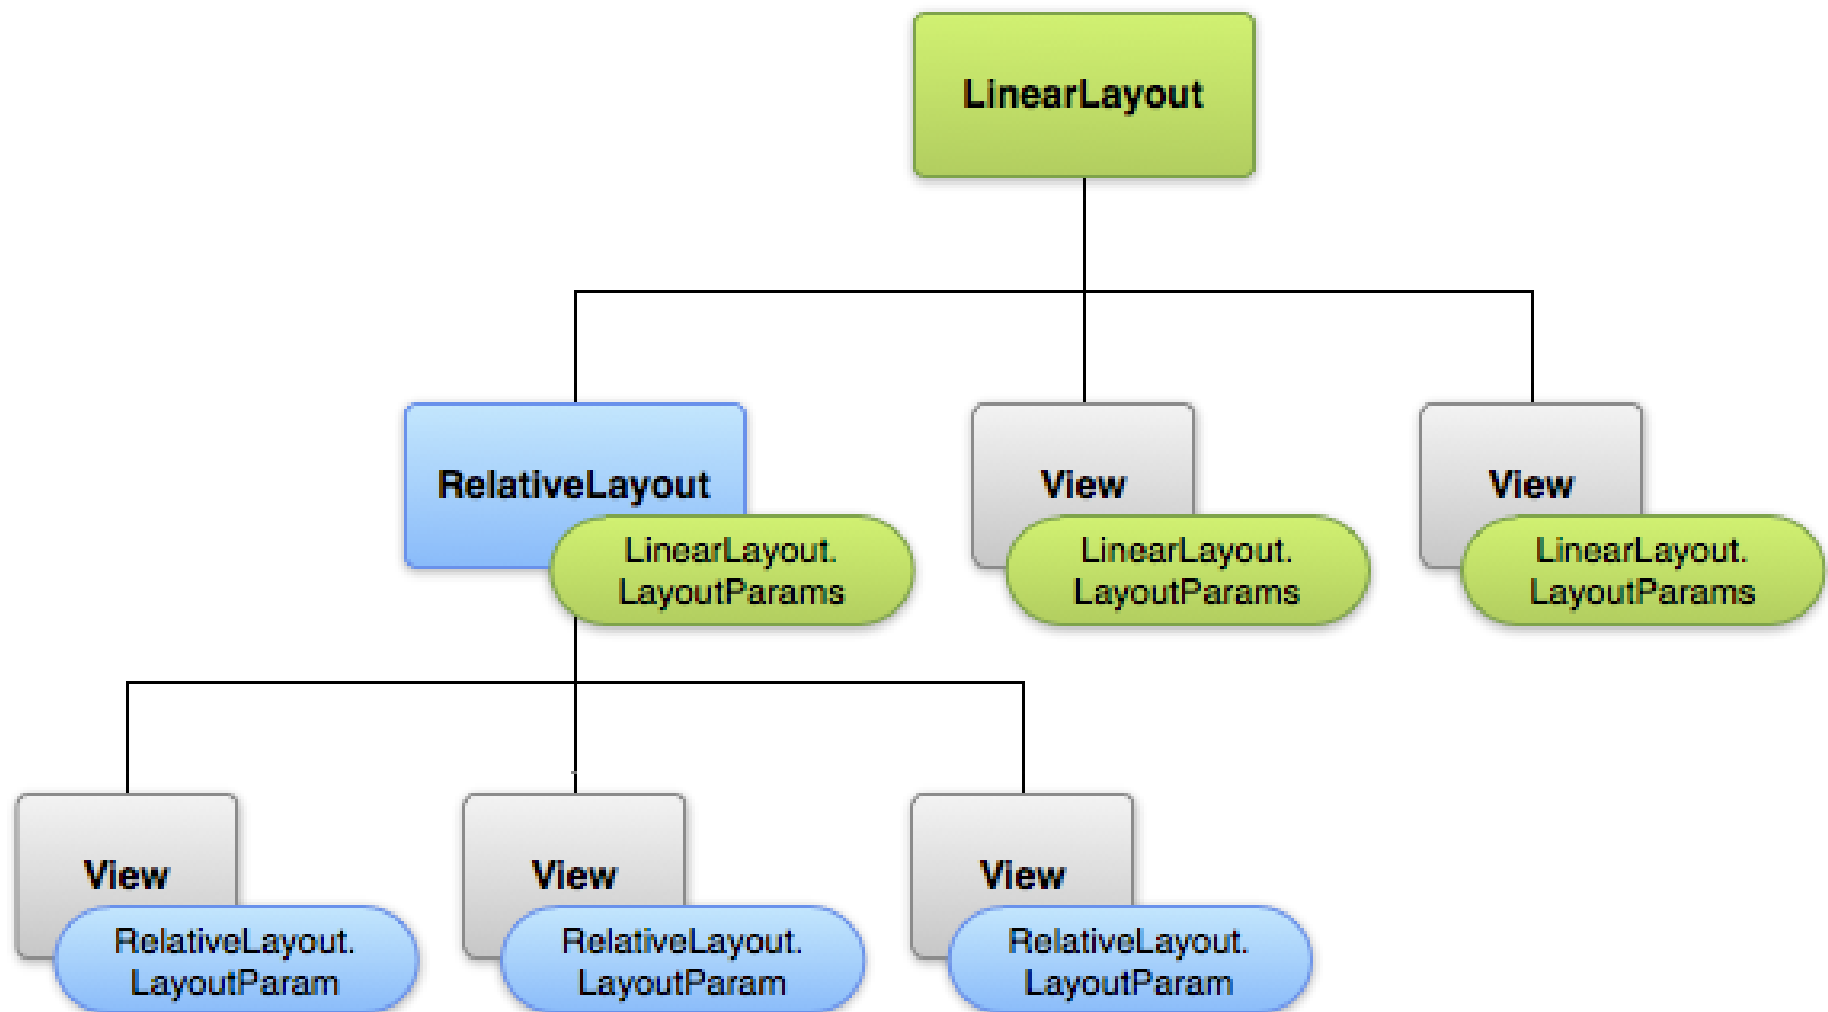 LinearLayout
RelativeLayout
LinearLayout.
LayoutParams
View
LinearLayout.
LayoutParams
View
LinearLayout.
LayoutParams
View
RelativeLayout.
LayoutParam
View
RelativeLayout.
LayoutParam
View
RelativeLayout.
LayoutParam